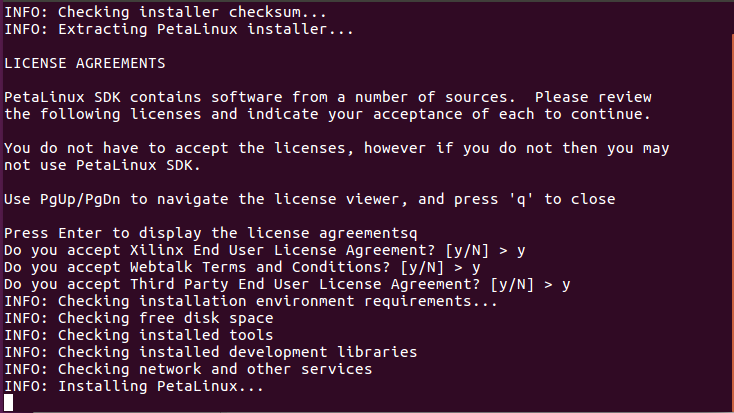 INFO: Checking installer checksum...
INFO: Extracting PetaLinux installer...
LICENSE AGREEMENTS
PetaLinux SDK contains software from a number of sources.  Please review
the following licenses and indicate your acceptance of each to continue.
You do not have to accept the licenses, however if you do not then you may
not use PetaLinux SDK.
Use PgUp/PgDn to navigate the license viewer, and press 'q' to close
Press Enter to display the license agreementsq
Do you accept Xilinx End User License Agreement? [y/N] > y
Do you accept Webtalk Terms and Conditions? [y/N] > y
Do you accept Third Party End User License Agreement? [y/N] > y
INFO: Checking installation environment requirements...
INFO: Checking free disk space
INFO: Checking installed tools
INFO: Checking installed development libraries
INFO: Checking network and other services
INFO: Installing PetaLinux...